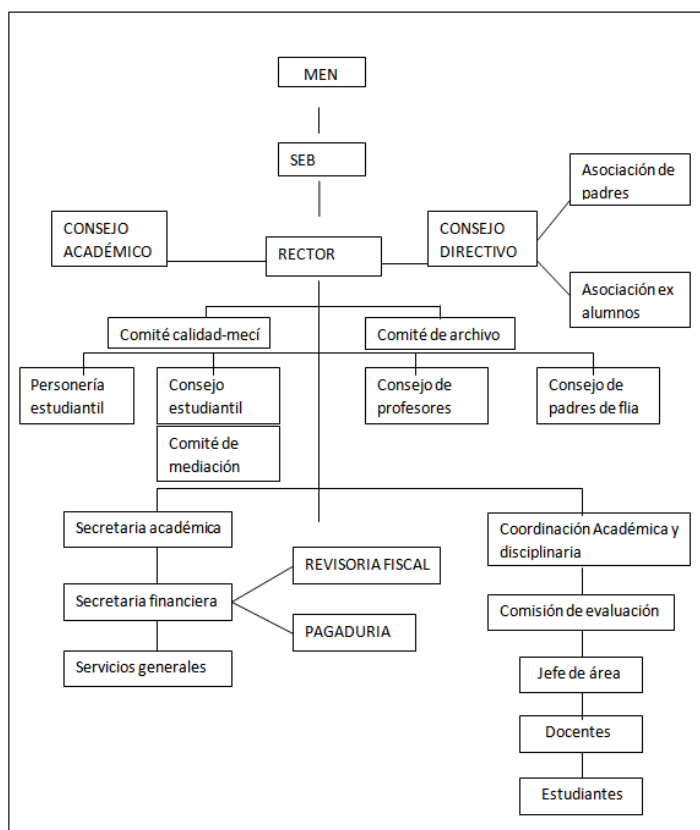 MEN
SEB
Asociación de
padres
CONSEJO
ACADÉMICO
RECTOR
CONSEJO
DIRECTIVO
Asociación ex
alumnos
Comité calidad-mecí
Comité de archivo
Personería
estudiantil
Consejo
estudiantil
Consejo de
profesores
Consejo de
padres de flia
Comité de
mediación
Secretaria académica
Coordinación Académica y
disciplinaria
REVISORIA FISCAL
Secretaria financiera
Comisión de evaluación
PAGADURIA
Servicios generales
Jefe de área
Docentes
Estudiantes